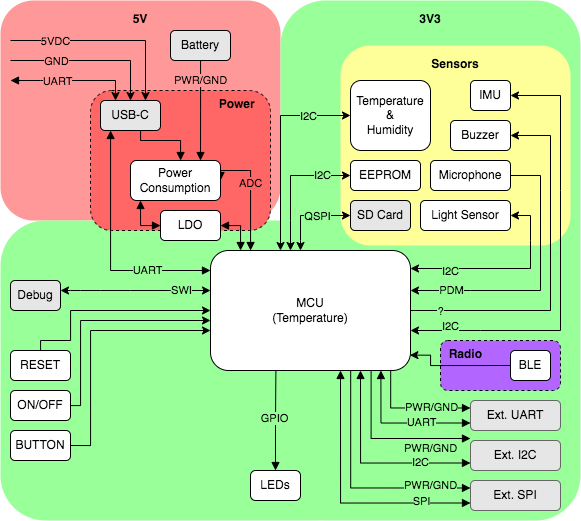 5V
3V3
5VDC
GND
UART
Battery
PWR/GND
Sensors
USB-C
Power
Temperature
&
Humidity
IMU
I2C
Buzzer
Power
Consumption
ADC
I2C
EEPROM
Microphone
LDO
QSPI
SD Card
Light Sensor
UART
I2C
Debug
SWI
MCU
(Temperature)
PDM
?
I2C
RESET
Radio
BLE
ON/OFF
GPIO
PWR/GND
UART
Ext. UART
BUTTON
PWR/GND
I2C
Ext. I2C
LEDs
PWR/GND
SPI
Ext. SPI